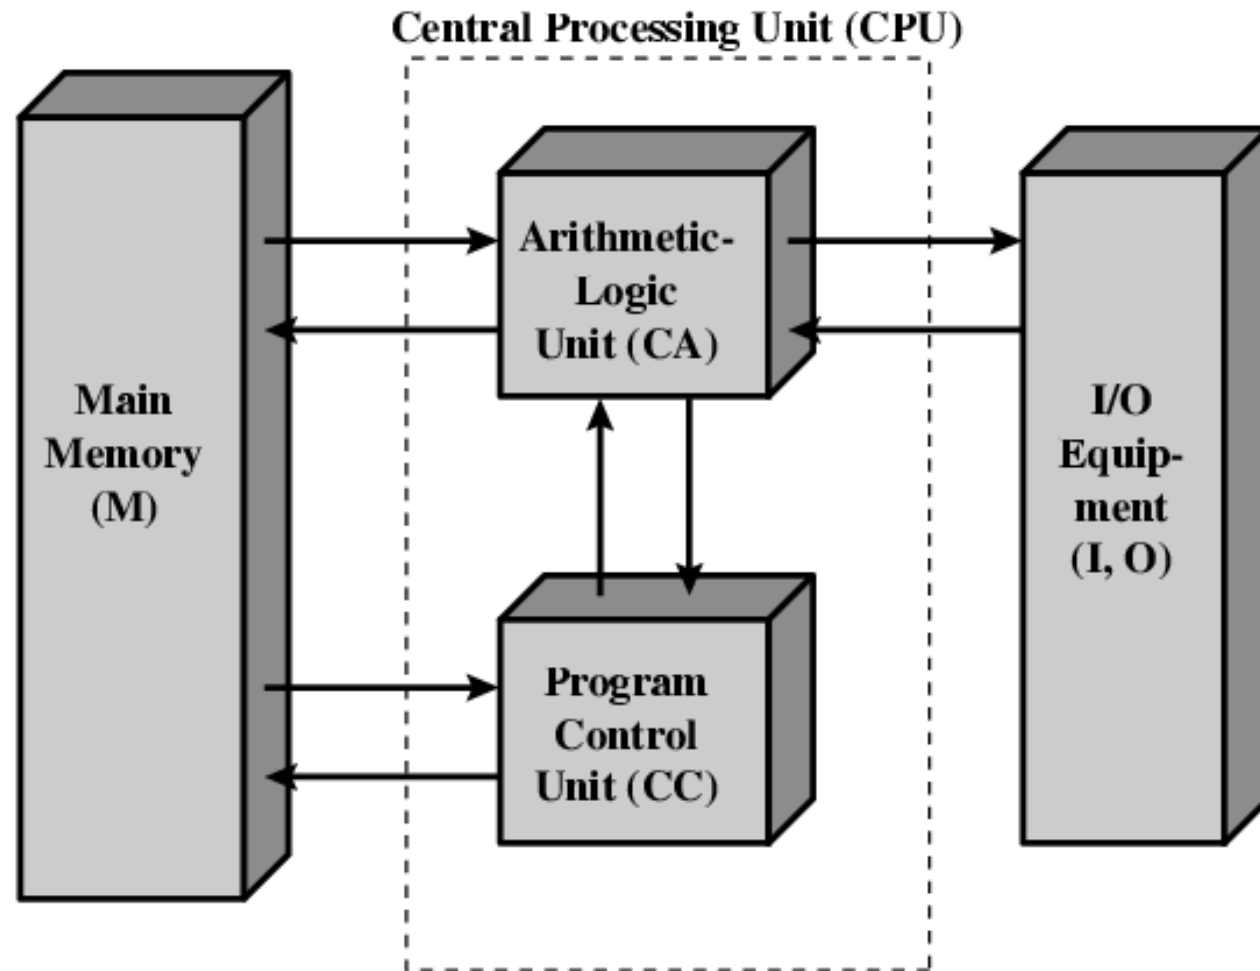 Central Processing Unit (CPU)
Main
Memory
(M)
Arithmetic-
Logic
Unit (CA)
Program
Control
Unit (CC)
I/O
Equip-
ment
(I, O)